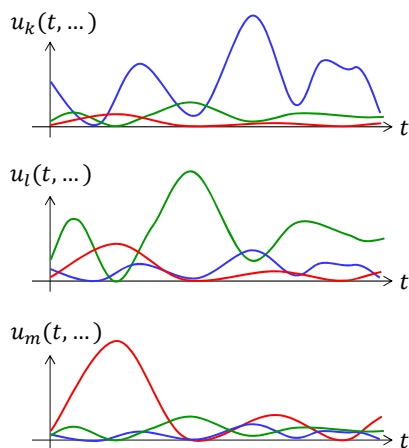 u_k(t, …)
t
u_l(t, …)
t
u_m(t, …)
t